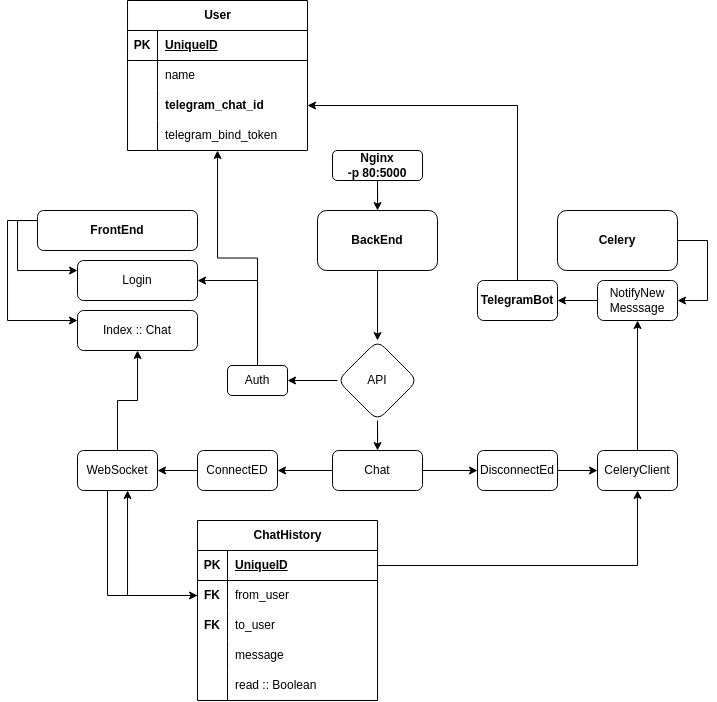 User
PK UniqueID
name
telegram_chat_id
telegram_bind_token
Nginx
-p 80:5000
FrontEnd
BackEnd
Celery
Login
TelegramBot
NotifyNew
Messsage
Index :: Chat
Auth
API
WebSocket
ConnectED
Chat
DisconnectEd
CeleryClient
ChatHistory
PK UniqueID
FK from_user
FK to_user
message
read :: Boolean